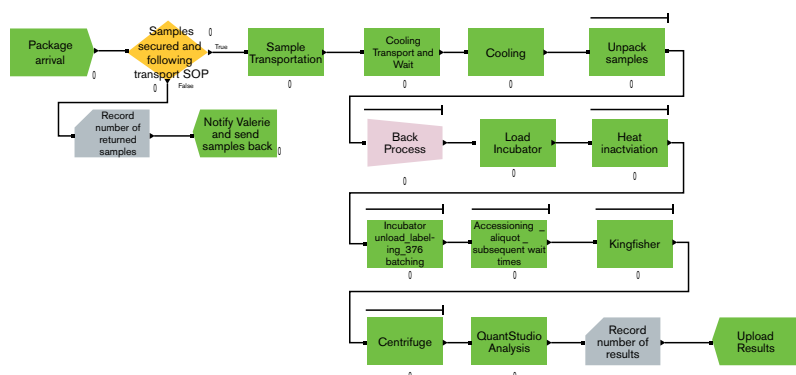 Package
arrival
Samples
secured and
following
transport SOP
True
False
0
0
0
Sample
Transportation
0
Cooling
Transport and
Wait
0
Cooling
0
Unpack
samples
0
Record
number of
returned
samples
Notify Valerie
and send
samples back
0
Back
Process
0
Load
Incubator
0
Heat
inactviation
0
Incubator
unload_label-
ing_376
batching
0
Accessioning _
aliquot _
subsequent wait
times
0
Kingfisher
0
Centrifuge
0
QuantStudio
Analysis
0
Record
number of
results
Upload
Results